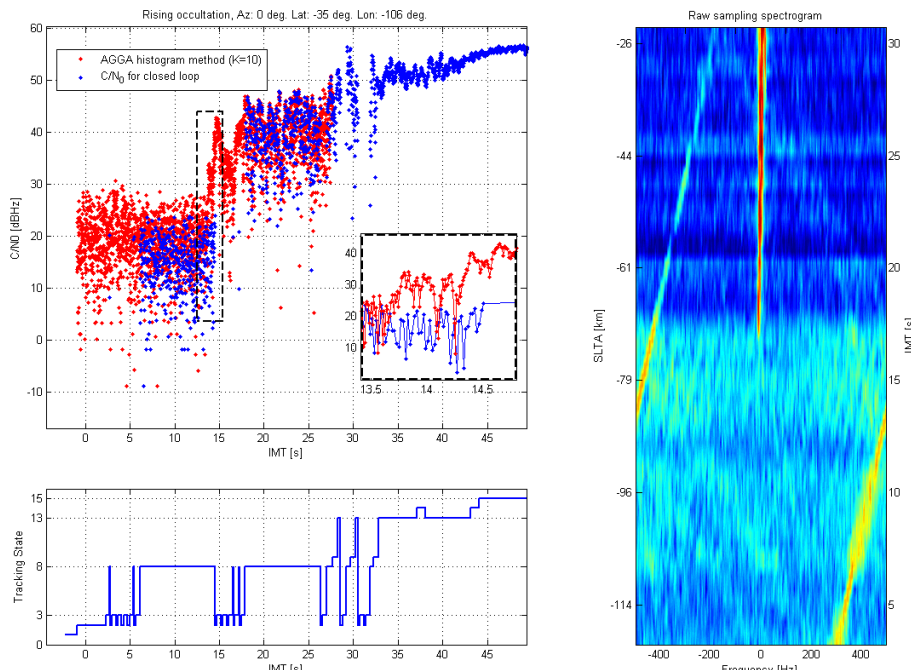 Rising occultation, Az: 0 deg. Lat: -35 deg. Lon: -106 deg.
60
50
40
30
20
10
0
-10
C/N0 [dBHz]
AGGA histogram method (K=10)
C/N0 for closed loop
40
30
20
10
13.5 14 14.5
0 5 10 15 20 25 30 35 40 45
IMT [s]
15
13
8
3
0
Tracking State
0 5 10 15 20 25 30 35 40 45
IMT [s]
Raw sampling spectrogram
-26
-44
-61
-79
-96
-114
SLTA [km]
30
25
20
15
10
5
IMT [s]
-400 -200 0 200 400
Frequency [Hz]